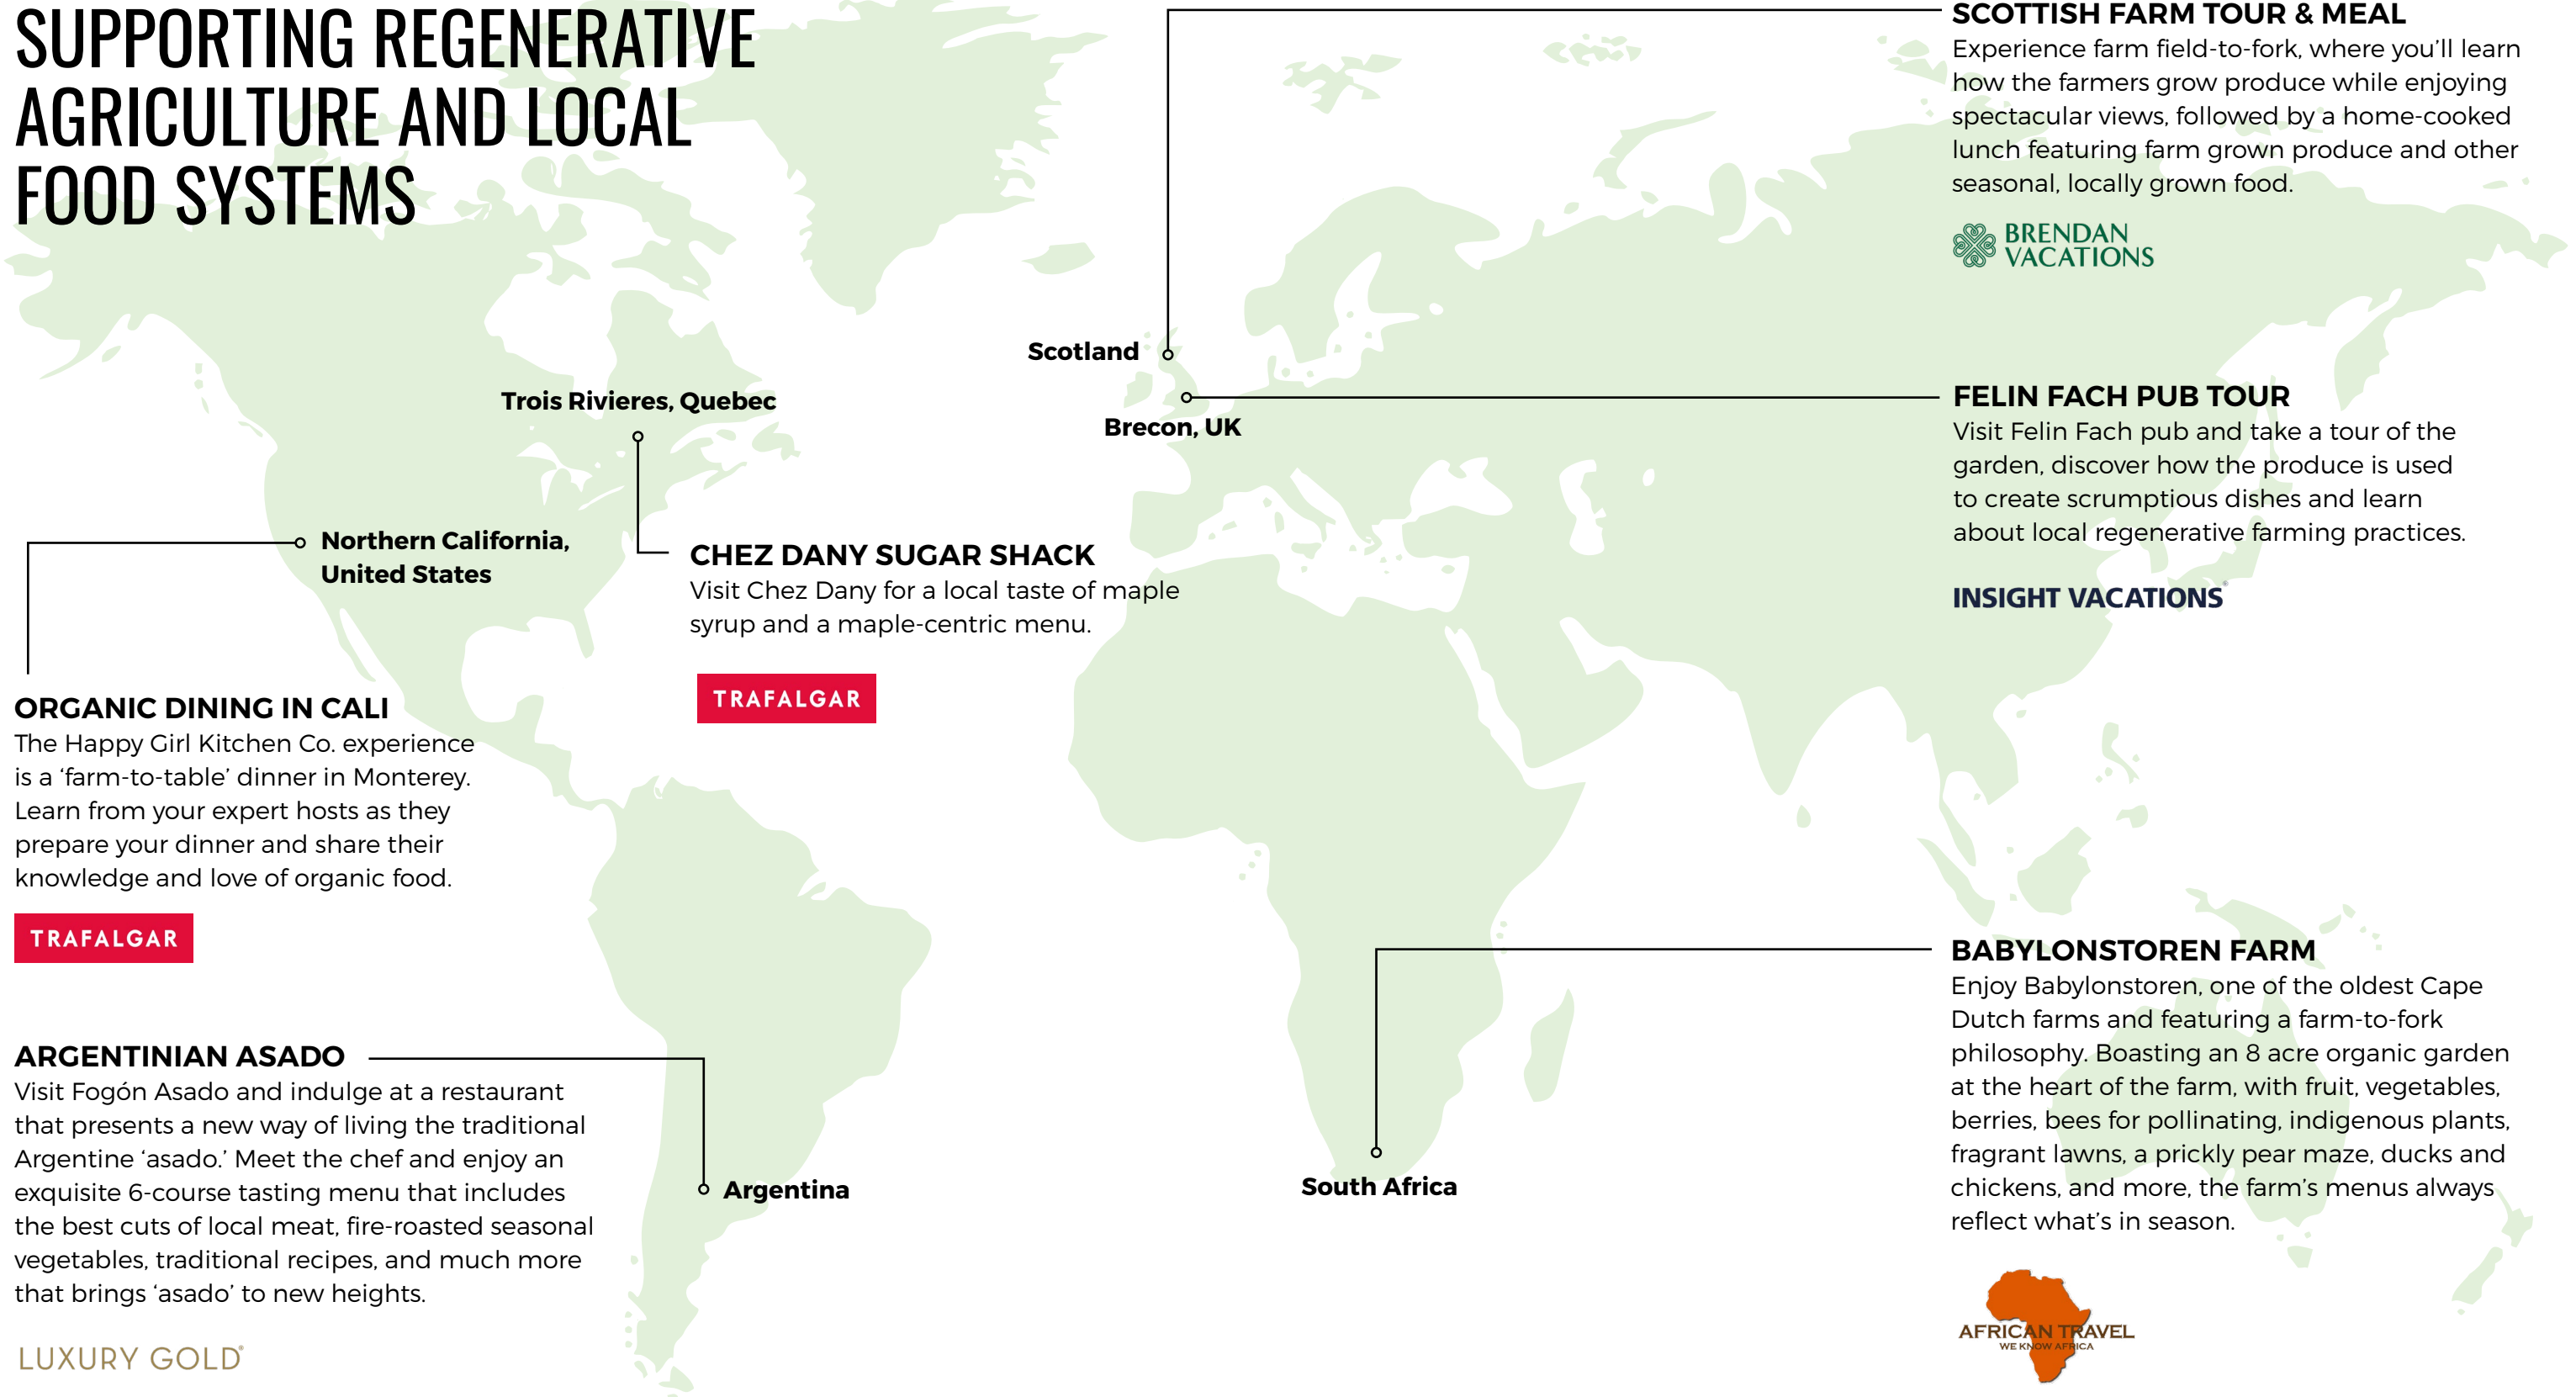 SUPPORTING REGENERATIVE
AGRICULTURE AND LOCAL
FOOD SYSTEMS
SCOTTISH FARM TOUR & MEAL
Experience farm field-to-fork, where you’ll learn
how the farmers grow produce while enjoying
spectacular views, followed by a home-cooked
lunch featuring farm grown produce and other
seasonal, locally grown food.
BRENDAN
VACATIONS
Scotland
Trois Rivieres, Quebec
Brecon, UK
FELIN FACH PUB TOUR
Visit Felin Fach pub and take a tour of the
garden, discover how the produce is used
to create scrumptious dishes and learn
about local regenerative farming practices.
INSIGHT VACATIONS
Northern California,
United States
CHEZ DANY SUGAR SHACK
Visit Chez Dany for a local taste of maple
syrup and a maple-centric menu.
TRAFALGAR
ORGANIC DINING IN CALI
The Happy Girl Kitchen Co. experience
is a ‘farm-to-table’ dinner in Monterey.
Learn from your expert hosts as they
prepare your dinner and share their
knowledge and love of organic food.
TRAFALGAR
ARGENTINIAN ASADO
Visit Fogón Asado and indulge at a restaurant
that presents a new way of living the traditional
Argentine ‘asado.’ Meet the chef and enjoy an
exquisite 6-course tasting menu that includes
the best cuts of local meat, fire-roasted seasonal
vegetables, traditional recipes, and much more
that brings ‘asado’ to new heights.
LUXURY GOLD®
Argentina
South Africa
BABYLONSTOREN FARM
Enjoy Babylonstoren, one of the oldest Cape
Dutch farms and featuring a farm-to-fork
philosophy. Boasting an 8 acre organic garden
at the heart of the farm, with fruit, vegetables,
berries, bees for pollinating, indigenous plants,
fragrant lawns, a prickly pear maze, ducks and
chickens, and more, the farm’s menus always
reflect what’s in season.
AFRICAN TRAVEL
WE KNOW AFRICA